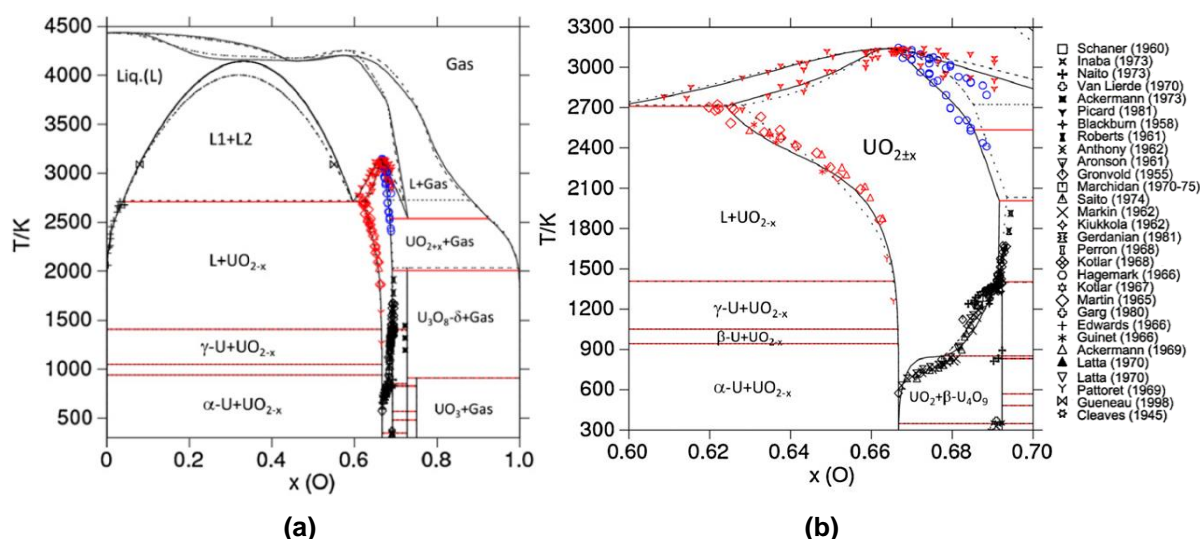 4500
4000
3500
3000
2500
2000
1500
1000
500
T/K
0
0.2
0.4
0.6
0.8
1.0
x (O)
Liq.(L)
Gas
L1+L2
L+Gas
UO2+x+Gas
L+UO2-x
U3O8-δ+Gas
γ-U+UO2-x
α-U+UO2-x
UO3+Gas
(a)
3300
3000
2700
2400
2100
1800
1500
1200
900
600
300
T/K
0.60
0.62
0.64
0.66
0.68
0.70
x (O)
UO2±x
L+UO2-x
γ-U+UO2-x
β-U+UO2-x
α-U+UO2-x
UO2+β-U4O9
(b)
Schaner (1960)
Inaba (1973)
Naito (1973)
Van Lierde (1970)
Ackermann (1973)
Picard (1981)
Blackburn (1958)
Roberts (1961)
Anthony (1962)
Aronson (1961)
Gronvold (1955)
Marchidan (1970-75)
Saito (1974)
Markin (1962)
Kiukkola (1962)
Gerdanian (1981)
Perron (1968)
Kotlar (1968)
Hagemark (1966)
Kotlar (1967)
Martin (1965)
Garg (1980)
Edwards (1966)
Guinet (1966)
Ackermann (1969)
Latta (1970)
Latta (1970)
Pattoret (1969)
Gueneau (1998)
Cleaves (1945)